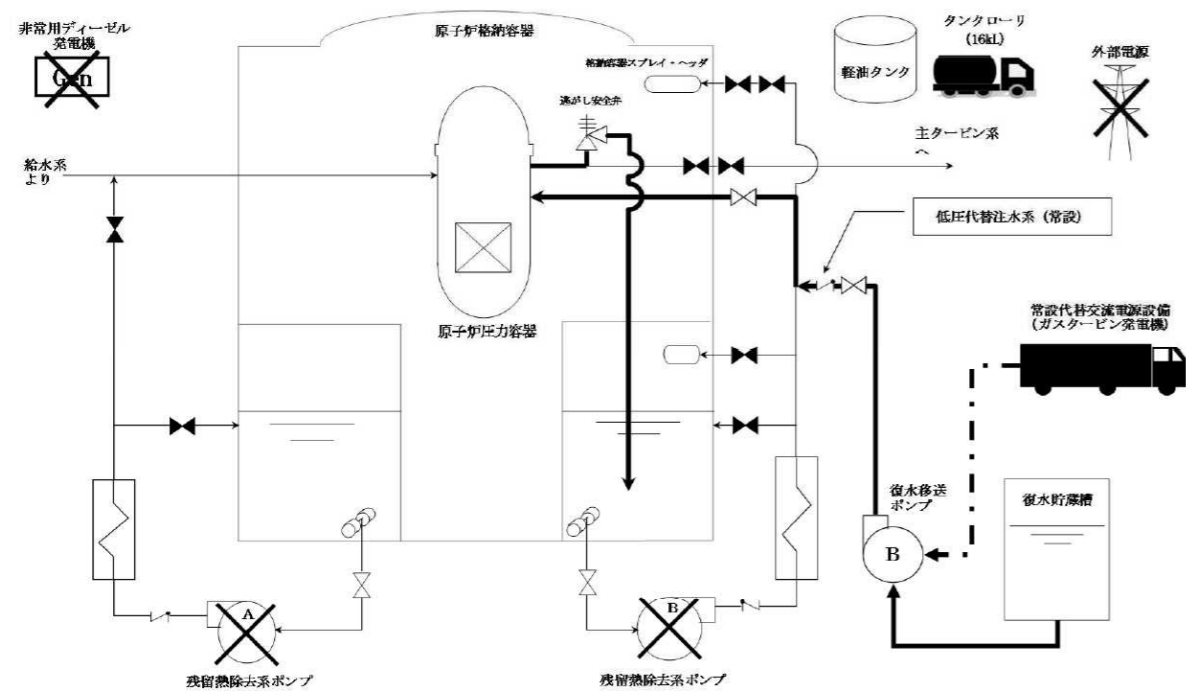 非常用ディーゼル
発電機
Gen
原子炉格納容器
格納容器スプレイ・ヘッダ
逃がし安全弁
軽油タンク
タンクローリ
(16kL)
外部電源
主タービン系
へ
給水系
より
低圧代替注水系（常設）
原子炉圧力容器
常設代替交流電源設備
（ガスタービン発電機）
復水移送
ポンプ
B
復水貯蔵槽
A
残留熱除去系ポンプ
B
残留熱除去系ポンプ